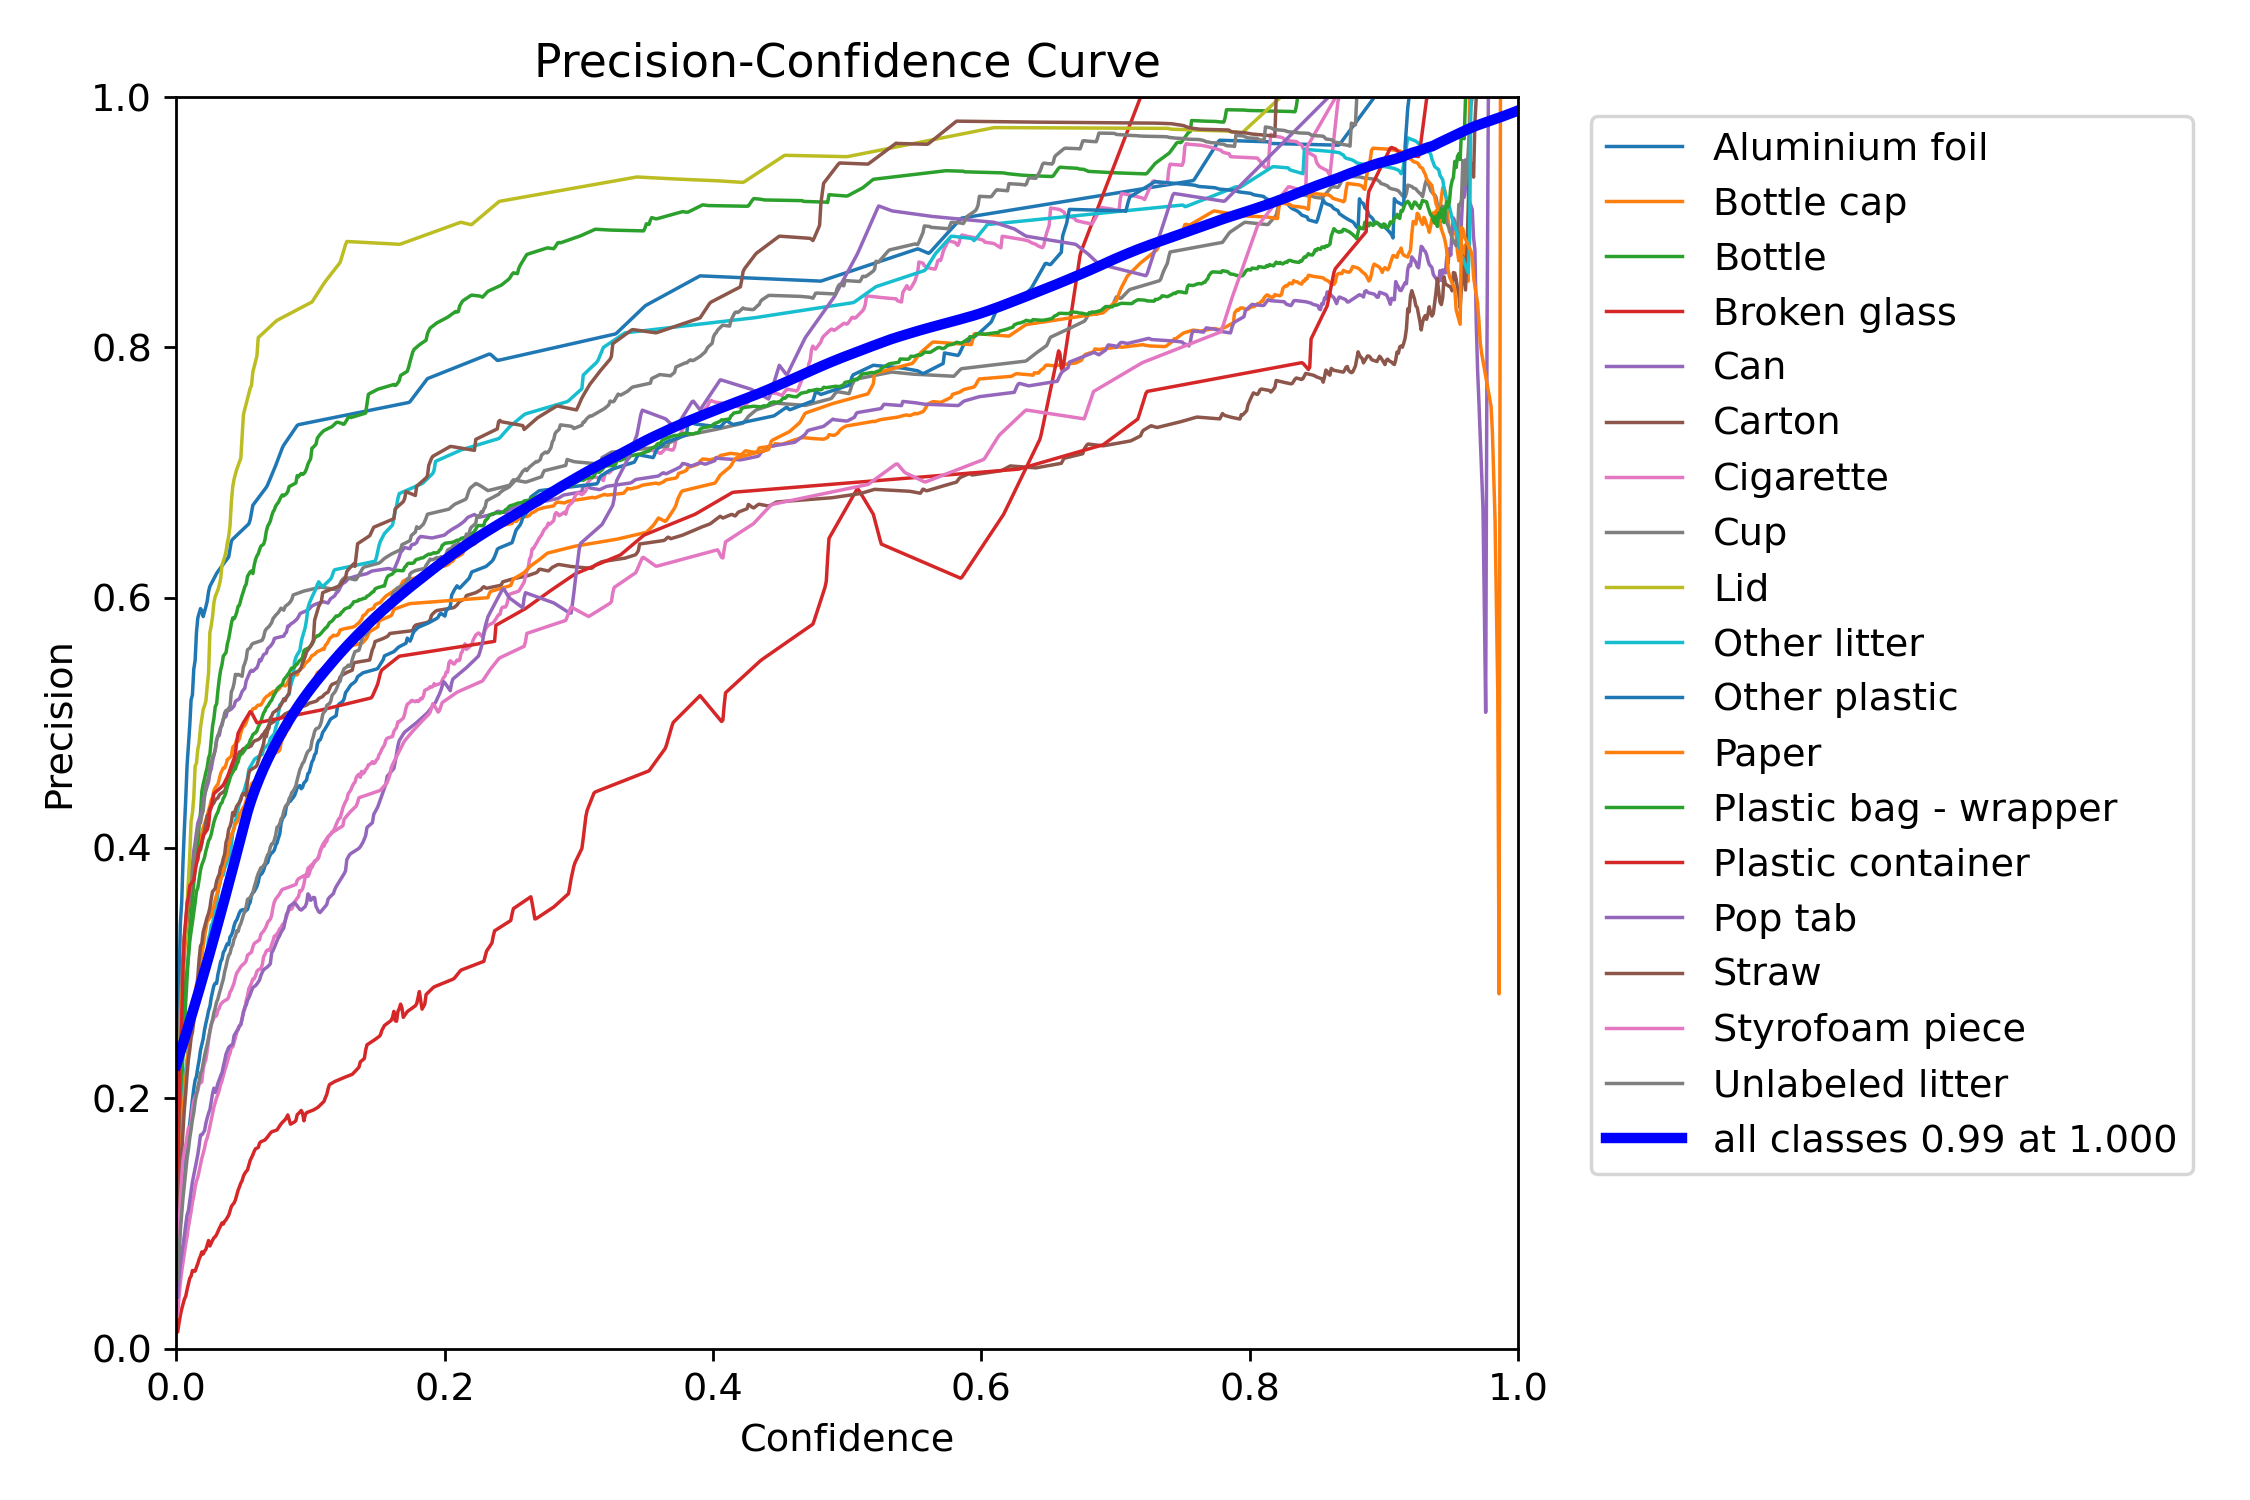 Precision-Confidence Curve
1.0
0.8
0.6
0.4
0.2
0.0
Precision
0.0 0.2 0.4 0.6 0.8 1.0
Confidence
Aluminium foil
Bottle cap
Bottle
Broken glass
Can
Carton
Cigarette
Cup
Lid
Other litter
Other plastic
Paper
Plastic bag - wrapper
Plastic container
Pop tab
Straw
Styrofoam piece
Unlabeled litter
all classes 0.99 at 1.000